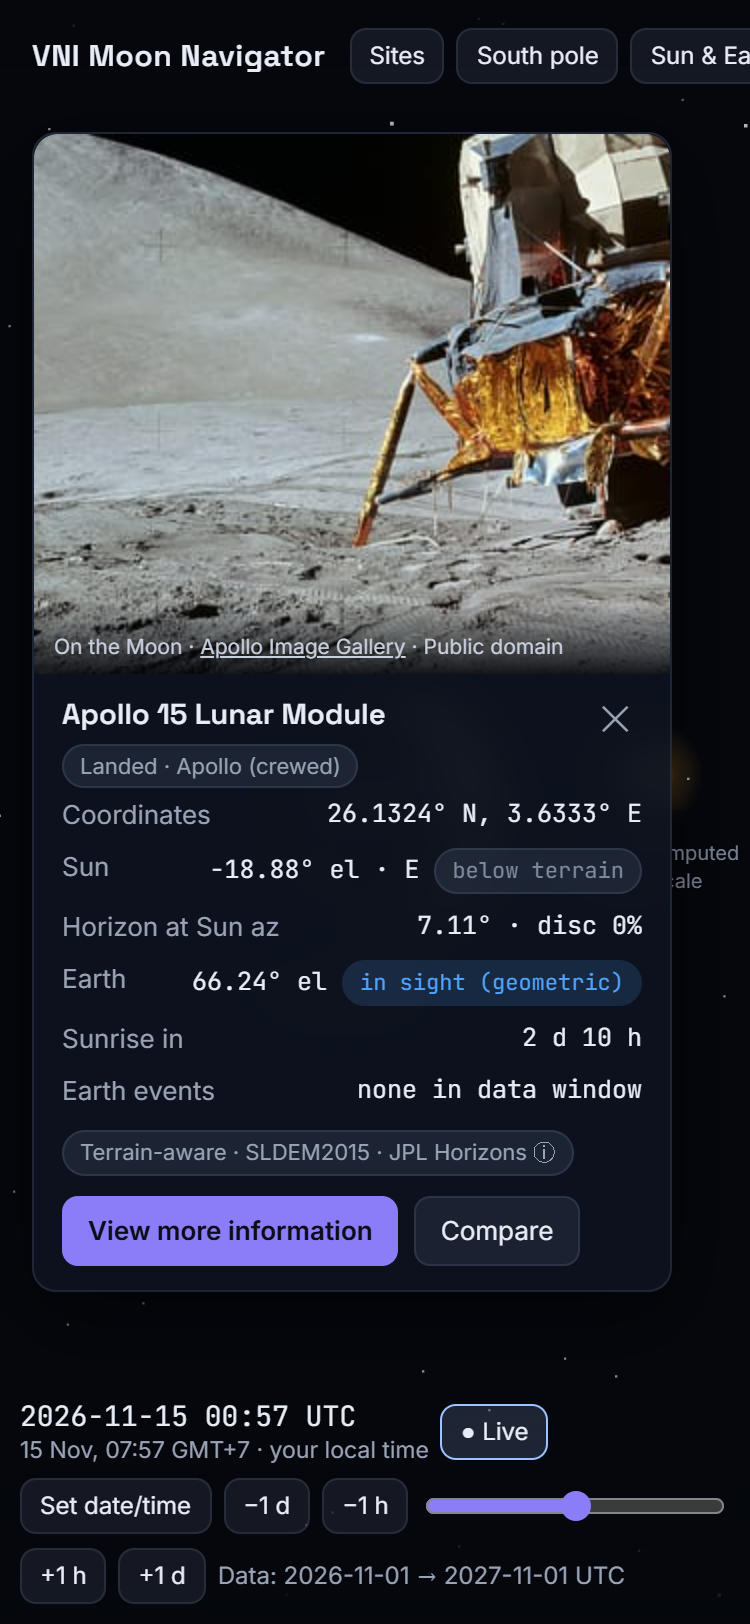 VNI Moon Navigator Sites South pole Sun & Ea
On the Moon · Apollo Image Gallery · Public domain
Apollo 15 Lunar Module
Landed · Apollo (crewed)
Coordinates 26.1324° N, 3.6333° E
Sun -18.88° el · E below terrain
mputed
cale
Horizon at Sun az 7.11° · disc 0%
Earth 66.24° el in sight (geometric)
Sunrise in 2 d 10 h
Earth events none in data window
Terrain-aware · SLDEM2015 · JPL Horizons ⓘ
View more information Compare
2026-11-15 00:57 UTC
15 Nov, 07:57 GMT+7 · your local time
● Live
Set date/time −1 d −1 h
+1 h +1 d Data: 2026-11-01 → 2027-11-01 UTC